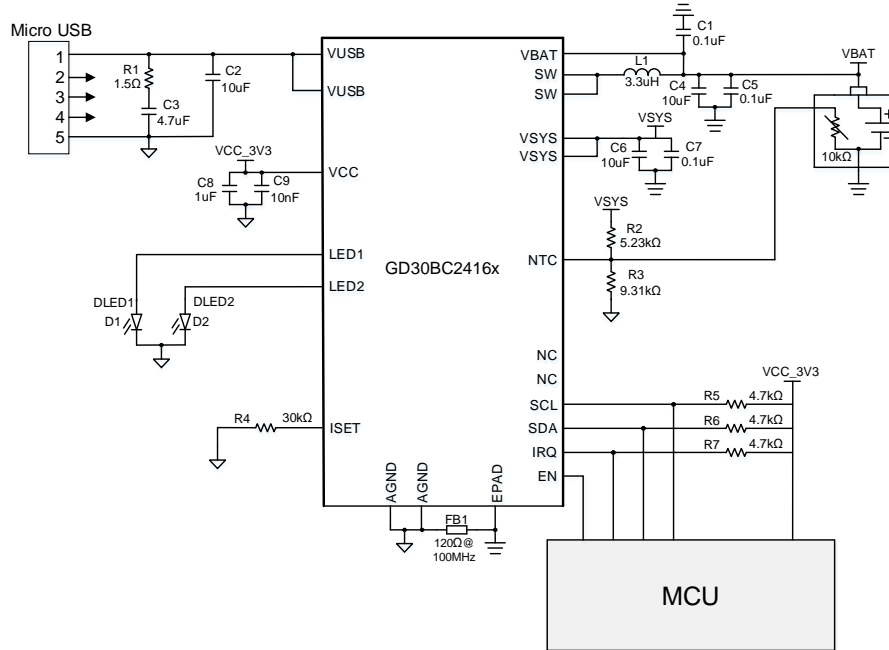 Micro USB
1
2
3
4
5
R1
1.5Ω
C3
4.7uF
C2
10uF
VUSB
VUSB
VCC_3V3
C8
1uF
C9
10nF
VCC
LED1
LED2
DLED1
D1
DLED2
D2
R4
30kΩ
ISET
GD30BC2416x
AGND
AGND
EPAD
FB1
120Ω@
100MHz
C1
0.1uF
VBAT
SW
SW
L1
3.3uH
C4
10uF
C5
0.1uF
VBAT
+
-
10kΩ
VSYS
VSYS
VSYS
C6
10uF
C7
0.1uF
VSYS
R2
5.23kΩ
NTC
R3
9.31kΩ
NC
NC
VCC_3V3
SCL
R5
4.7kΩ
SDA
R6
4.7kΩ
IRQ
R7
4.7kΩ
EN
MCU